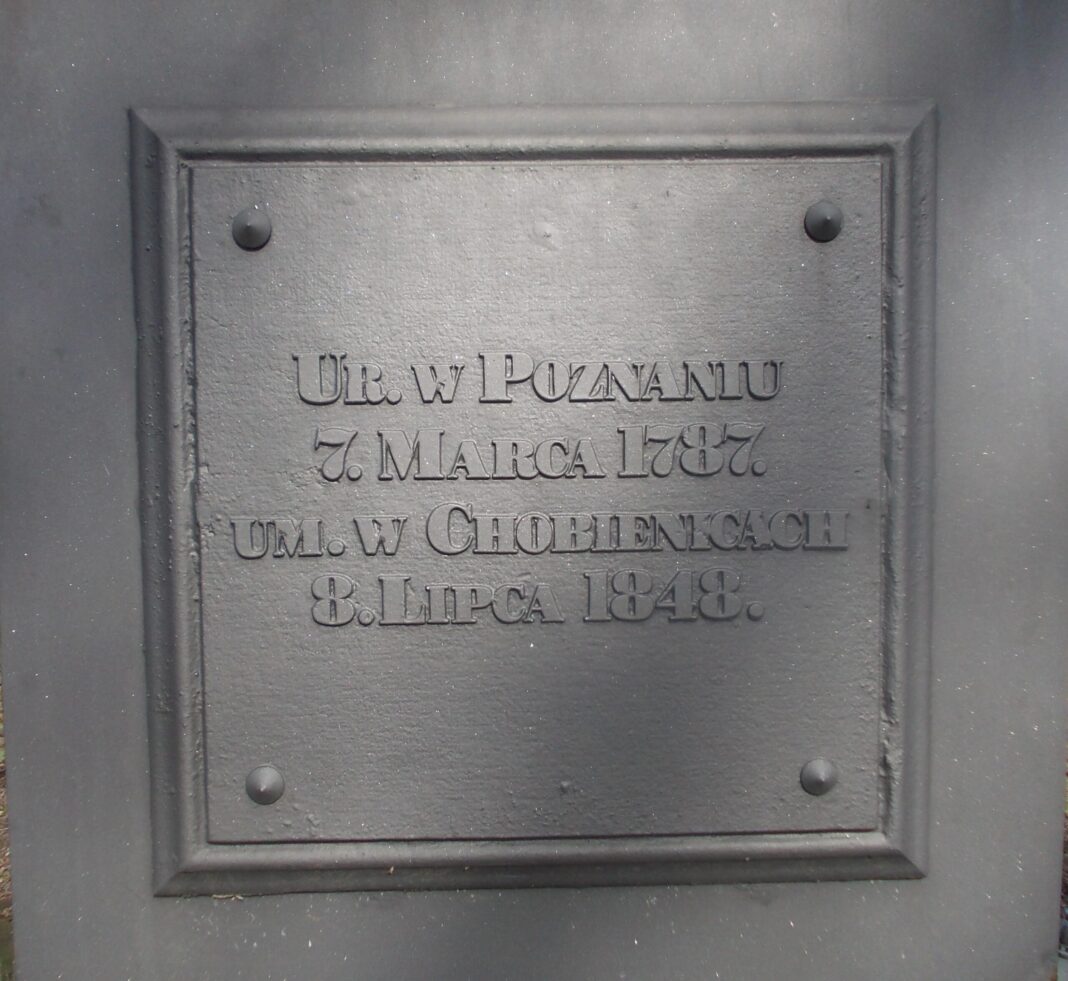 Ur. w Poznaniu
7. Marca 1787.
um. w Chobienicach
8. Lipca 1848.